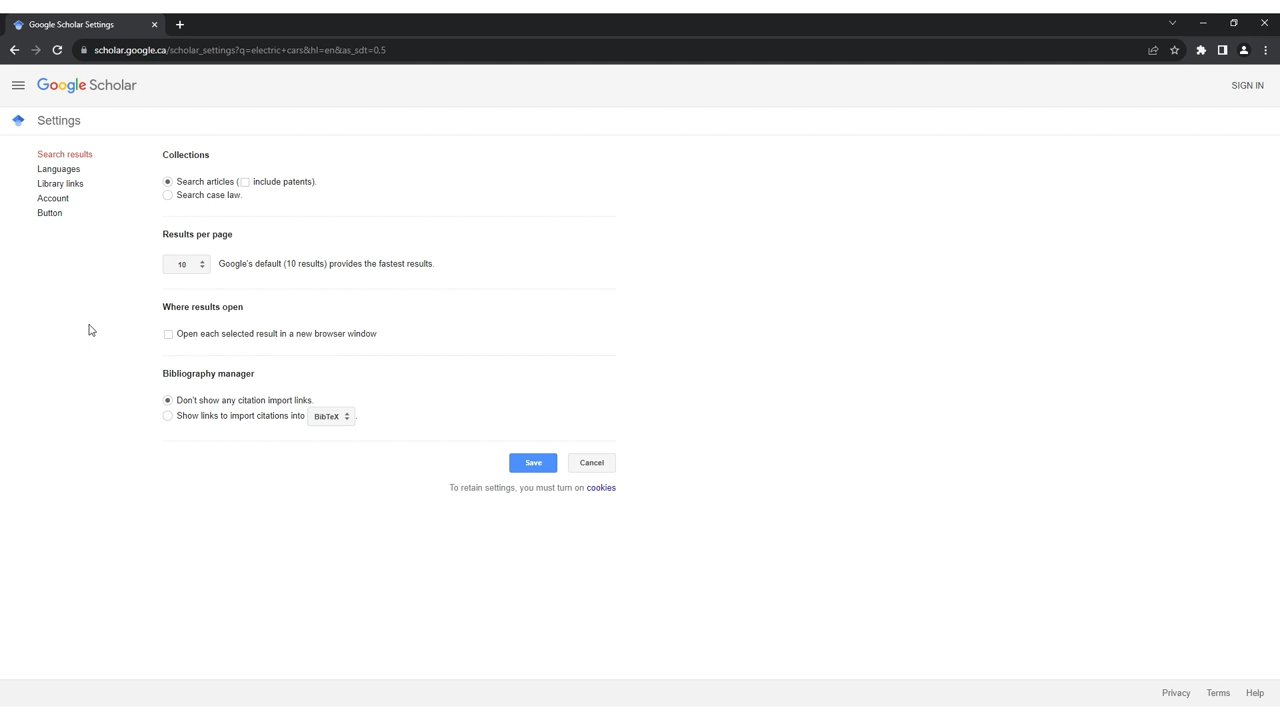 Google Scholar Settings
scholar.google.ca/scholar_settings?q=electric+cars&hl=en&as_sdt=0,5
Google Scholar
SIGN IN
Settings
Search results
Languages
Library links
Account
Button
Collections
Search articles ( include patents).
Search case law.
Results per page
10 Google's default (10 results) provides the fastest results.
Where results open
Open each selected result in a new browser window
Bibliography manager
Don't show any citation import links.
Show links to import citations into BibTeX .
Save Cancel
To retain settings, you must turn on cookies
Privacy Terms Help